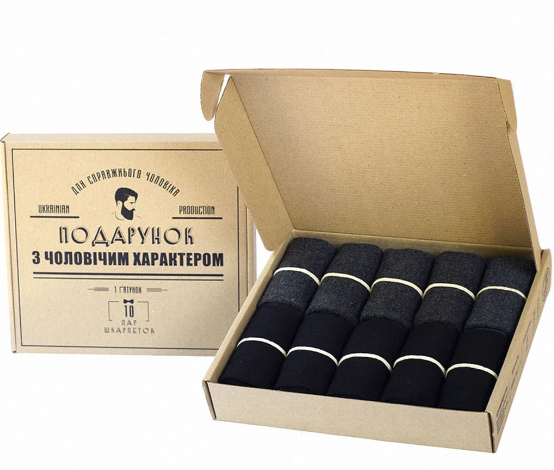 ДЛЯ СПРАВЖНЬОГО ЧОЛОВІКА
UKRAINIAN PRODUCTION
ПОДАРУНОК
З ЧОЛОВІЧИМ ХАРАКТЕРОМ
1 ҐАТУНОК
10
ПАР
ШКАРПЕТОК